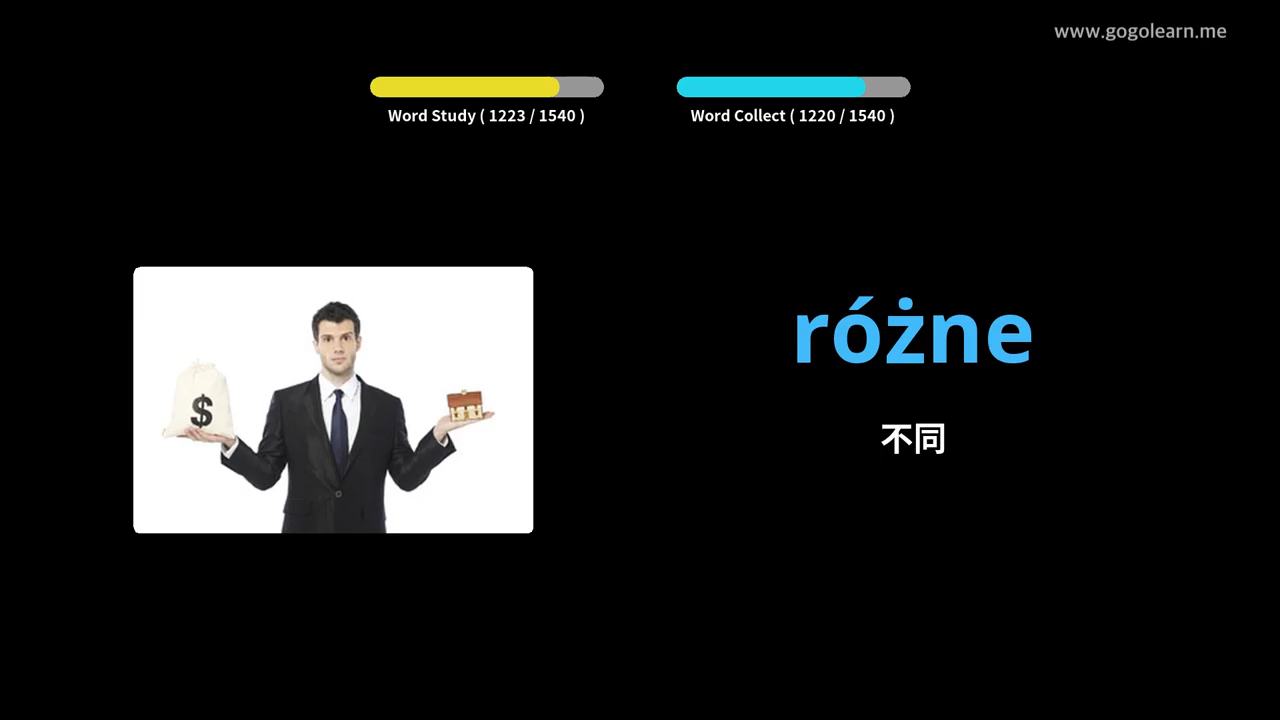 www.gogolearn.me
Word Study ( 1223 / 1540 )
Word Collect ( 1220 / 1540 )
różne
$
不同